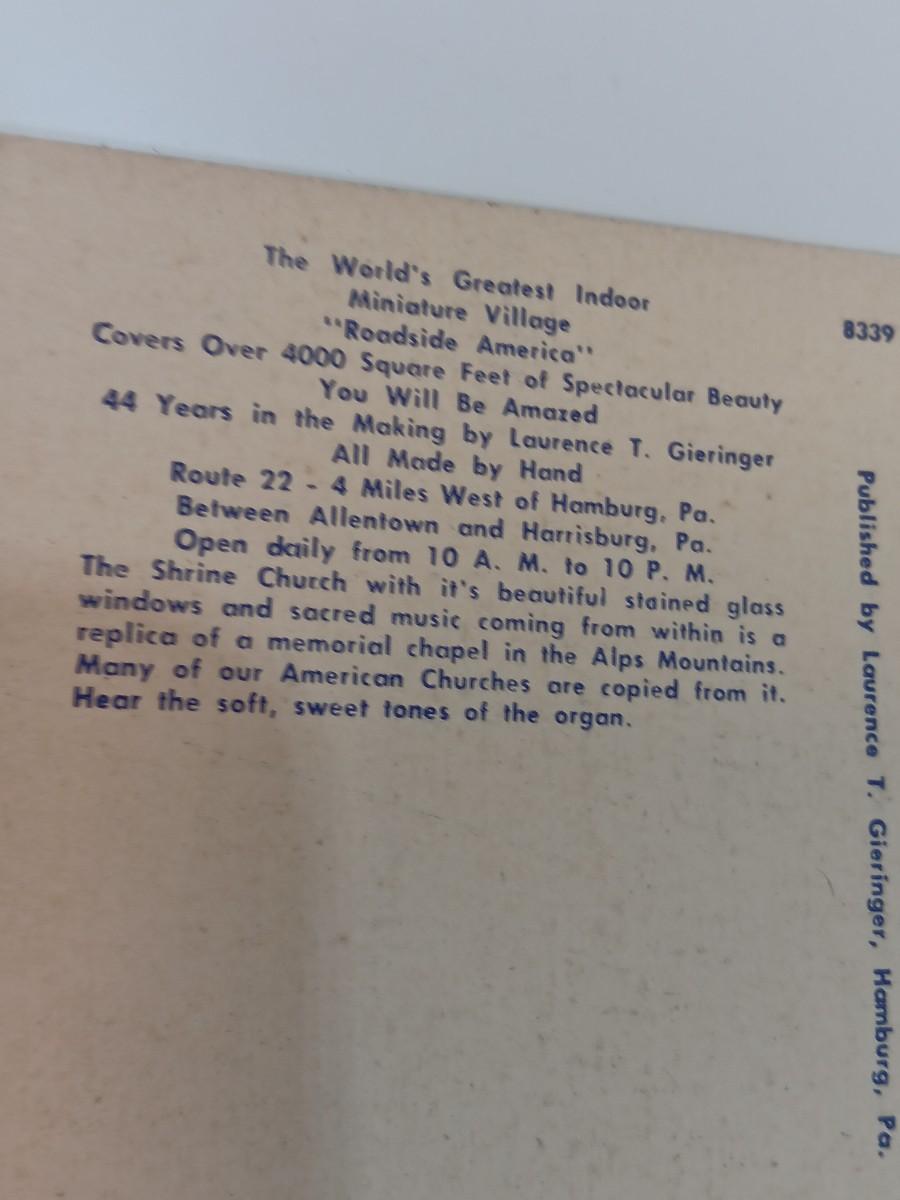 The World's Greatest Indoor
Miniature Village
"Roadside America"
Covers Over 4000 Square Feet of Spectacular Beauty
You Will Be Amazed
44 Years in the Making by Laurence T. Gieringer
All Made by Hand
Route 22 - 4 Miles West of Hamburg, Pa.
Between Allentown and Harrisburg, Pa.
Open daily from 10 A. M. to 10 P. M.
The Shrine Church with it's beautiful stained glass
windows and sacred music coming from within is a
replica of a memorial chapel in the Alps Mountains.
Many of our American Churches are copied from it.
Hear the soft, sweet tones of the organ.
8339
Published by Laurence T. Gieringer, Hamburg, Pa.